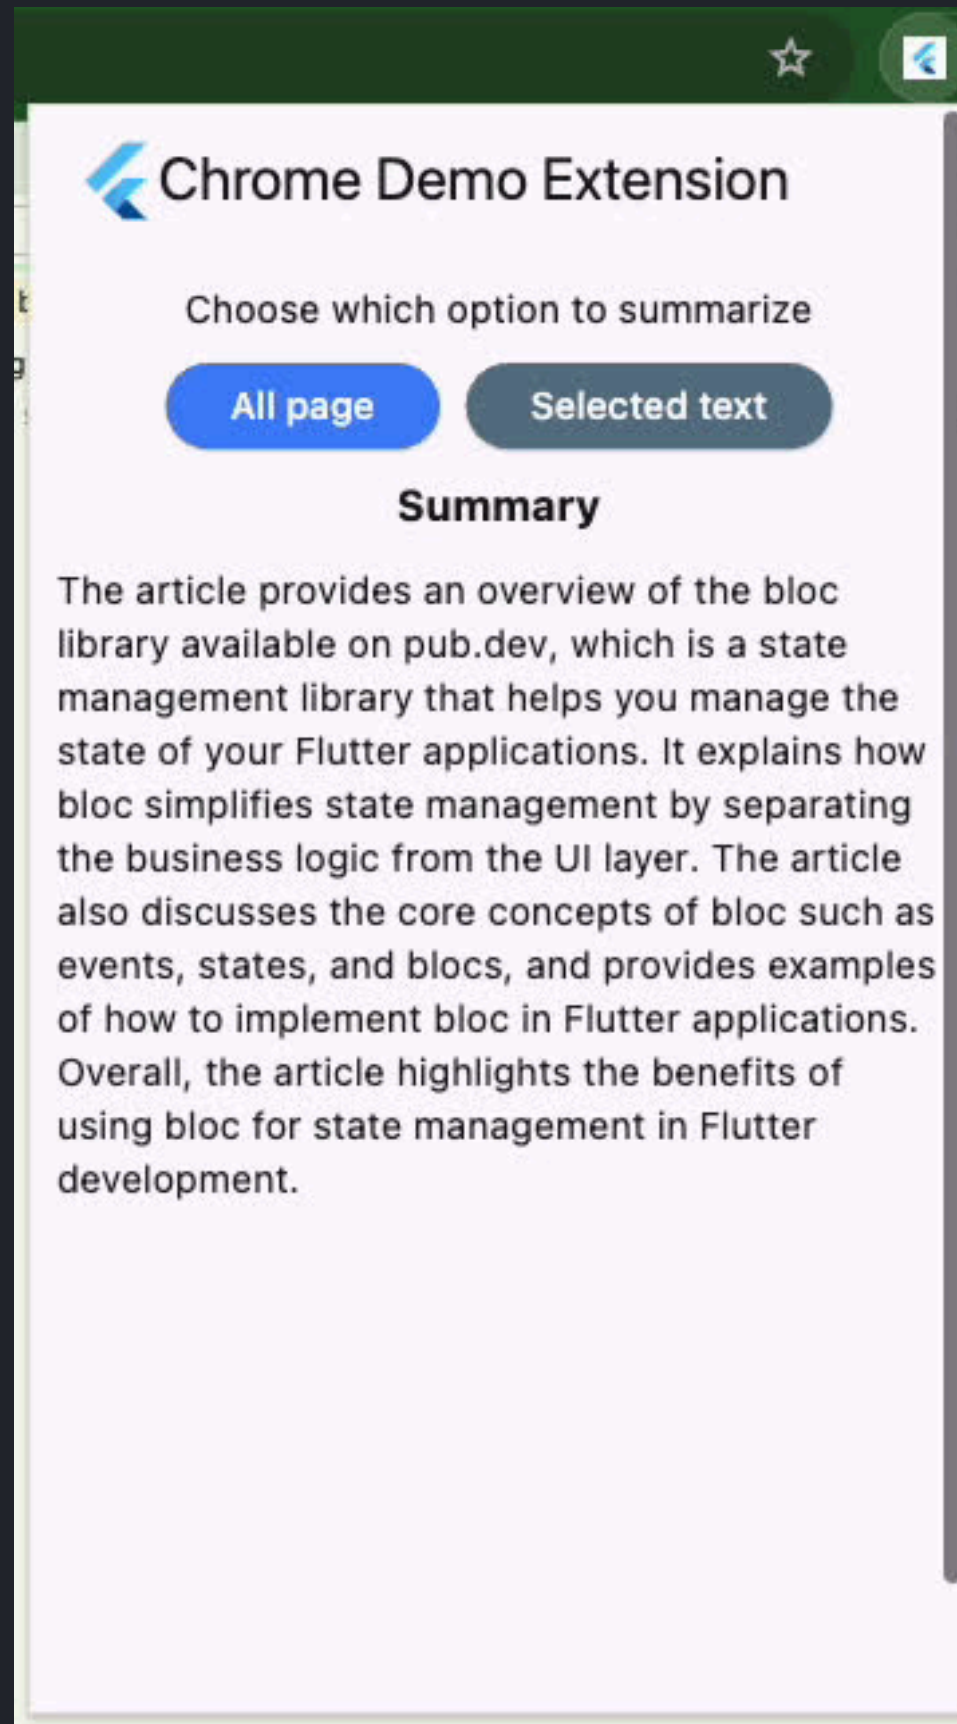 Chrome Demo Extension
Choose which option to summarize
All page
Selected text
Summary
The article provides an overview of the bloc
library available on pub.dev, which is a state
management library that helps you manage the
state of your Flutter applications. It explains how
bloc simplifies state management by separating
the business logic from the UI layer. The article
also discusses the core concepts of bloc such as
events, states, and blocs, and provides examples
of how to implement bloc in Flutter applications.
Overall, the article highlights the benefits of
using bloc for state management in Flutter
development.